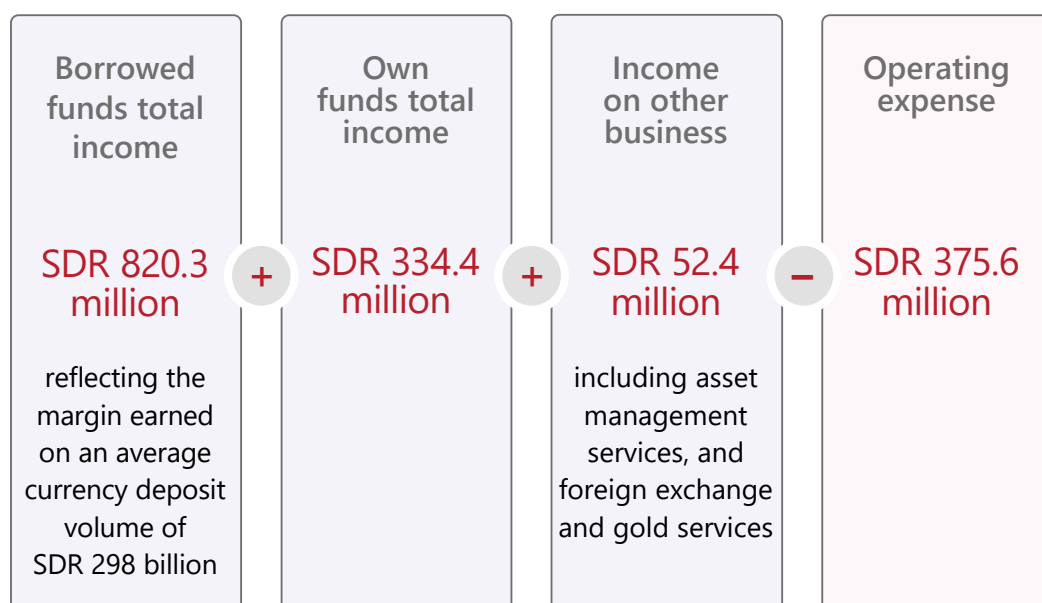 Borrowed
funds total
income
SDR 820.3
million
reflecting the
margin earned
on an average
currency deposit
volume of
SDR 298 billion
+
Own
funds total
income
SDR 334.4
million
+
Income
on other
business
SDR 52.4
million
including asset
management
services, and
foreign exchange
and gold services
−
Operating
expense
SDR 375.6
million